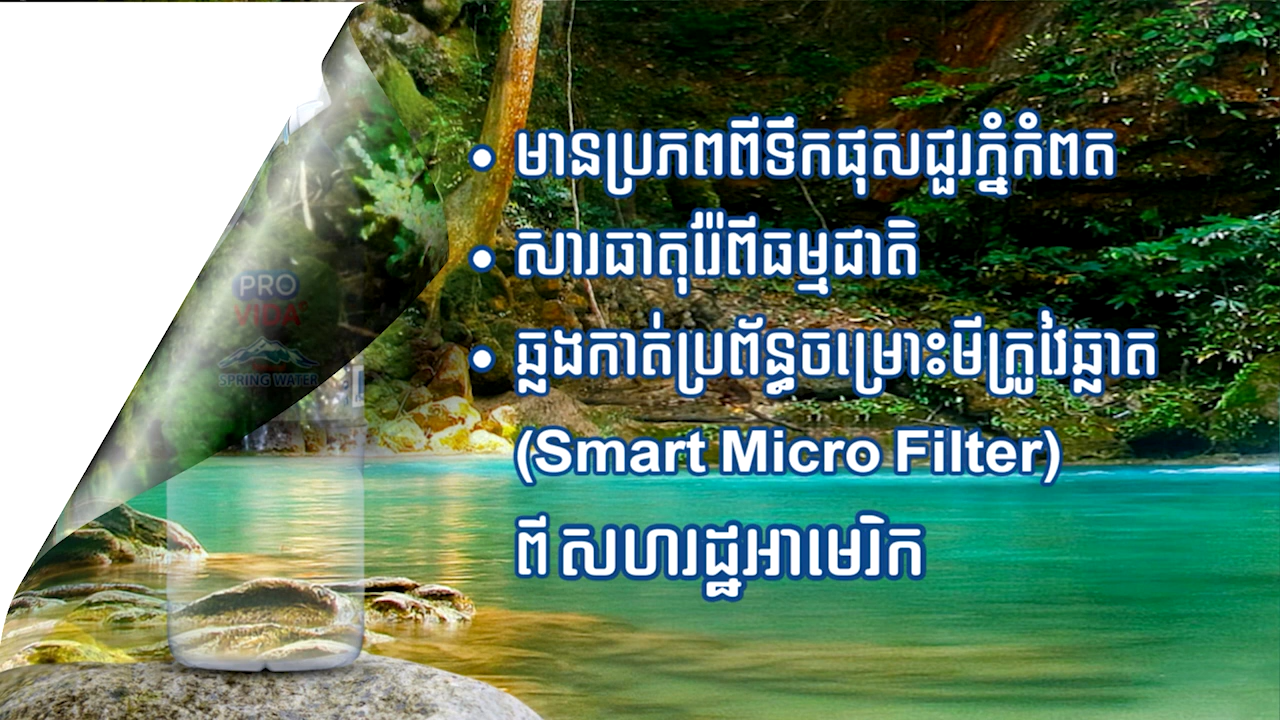 • មានប្រភពពីទឹកផុសជួរភ្នំកំពត
• សារធាតុរ៉ែពីធម្មជាតិ
• ឆ្លងកាត់ប្រព័ន្ធចម្រោះមីក្រូវៃឆ្លាត
(Smart Micro Filter)
ពី សហរដ្ឋអាមេរិក
PRO
VIDA
SPRING WATER